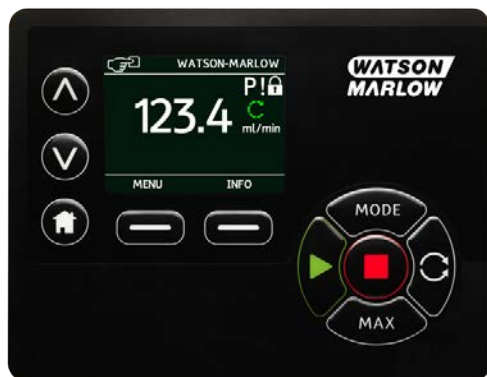 WATSON-MARLOW
P!
123.4
ml/min
MENU INFO
WATSON
MARLOW
MODE
MAX